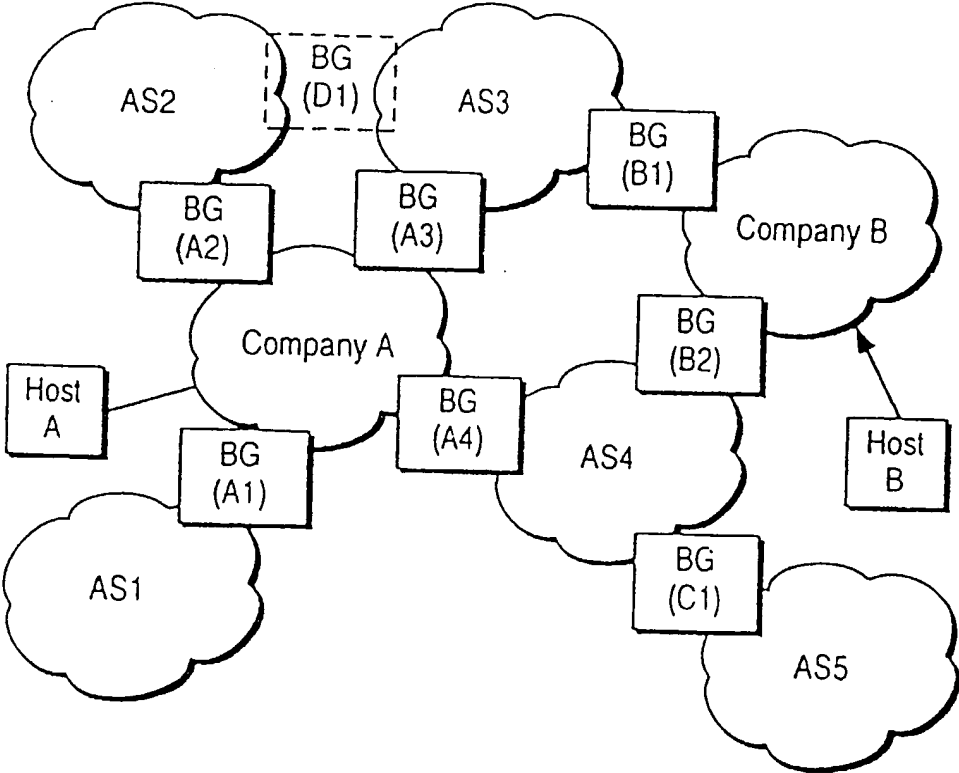 AS2
BG
(D1)
AS3
BG
(B1)
BG
(A2)
BG
(A3)
Company B
Company A
BG
(B2)
Host
A
BG
(A4)
BG
(A1)
AS4
Host
B
AS1
BG
(C1)
AS5